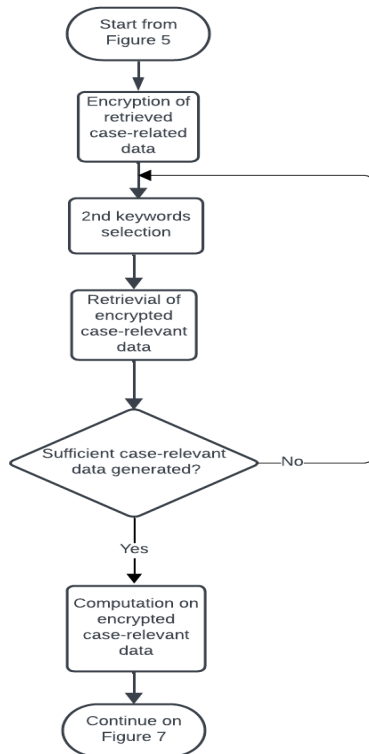 Start from
Figure 5
Encryption of
retrieved
case-related
data
2nd keywords
selection
Retrievial of
encrypted
case-relevant
data
Sufficient case-relevant
data generated?
No
Yes
Computation on
encrypted
case-relevant
data
Continue on
Figure 7